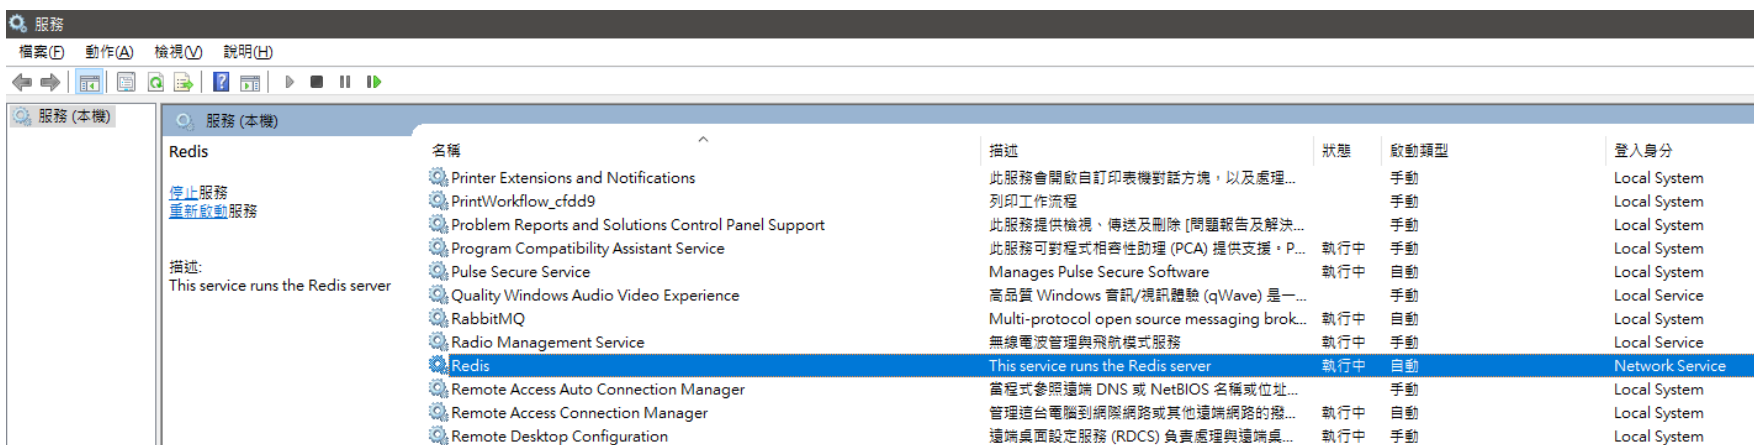 服務
檔案(F) 動作(A) 檢視(V) 說明(H)
服務 (本機)
服務 (本機)
Redis
停止服務
重新啟動服務
描述:
This service runs the Redis server
名稱 描述 狀態 啟動類型 登入身分
Printer Extensions and Notifications 此服務會開啟自訂印表機對話方塊，以及處理... 手動 Local System
PrintWorkflow_cfdd9 列印工作流程 手動 Local System
Problem Reports and Solutions Control Panel Support 此服務提供檢視、傳送及刪除 [問題報告及解決... 手動 Local System
Program Compatibility Assistant Service 此服務可對程式相容性助理 (PCA) 提供支援。P... 執行中 手動 Local System
Pulse Secure Service Manages Pulse Secure Software 執行中 自動 Local System
Quality Windows Audio Video Experience 高品質 Windows 音訊/視訊體驗 (qWave) 是一... 手動 Local Service
RabbitMQ Multi-protocol open source messaging brok... 執行中 自動 Local System
Radio Management Service 無線電波管理與飛航模式服務 執行中 手動 Local Service
Redis This service runs the Redis server 執行中 自動 Network Service
Remote Access Auto Connection Manager 當程式參照遠端 DNS 或 NetBIOS 名稱或位址... 手動 Local System
Remote Access Connection Manager 管理這台電腦到網際網路或其他遠端網路的撥... 執行中 自動 Local System
Remote Desktop Configuration 遠端桌面設定服務 (RDCS) 負責處理與遠端桌... 執行中 手動 Local System